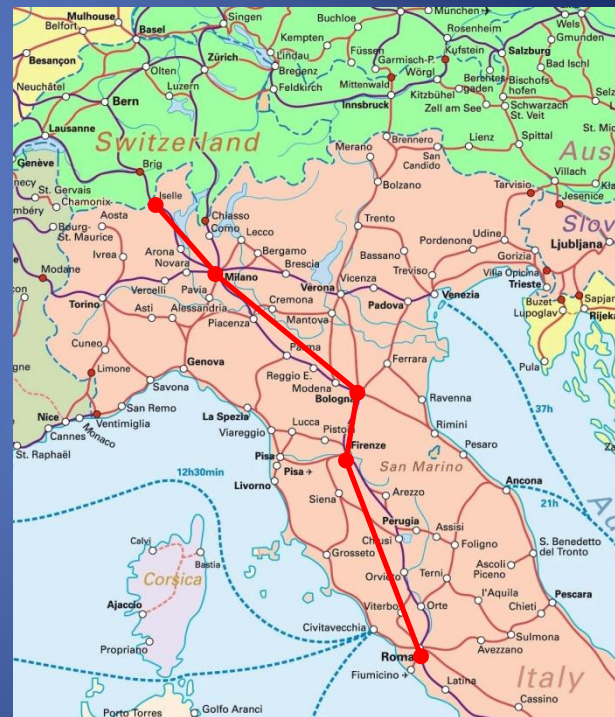 Mulhouse
Belfort
Basel
Singen
Buchloe
München
Rosenheim
Wels
Gmunden
Besançon
Olten
Zürich
Lindau
Bregenz
Feldkirch
Kempten
Füssen
Garmisch-P.
Wörgl
Kufstein
Salzburg
Bad Ischl
Berchtes-
gaden
Bischofs-
hofen
Neuchâtel
Luzern
Mittenwald
Kitzbühel
Zell am See
Schwarzach
St. Veit
Bern
Innsbruck
Lausanne
Switzerland
Brennero
Lienz
Spittal
Merano
San
Candido
Genève
Brig
Bolzano
Villach
Tarvisio
Jesenice
St. Gervais
Chamonix
Iselle
Aosta
Chiasso
Como
Lecco
Trento
Udine
Pordenone
Gorizia
Ljubljana
Bourg-
St. Maurice
Ivrea
Arona
Novara
Bergamo
Brescia
Bassano
Treviso
Villa Opicina
Trieste
Modane
Milano
Verona
Vicenza
Padova
Venezia
Vercelli
Pavia
Torino
Asti
Alessandria
Cremona
Mantova
Piacenza
Buzet
Lupoglav
Rijeka
Pula
Cuneo
Limone
Genova
Parma
Reggio E.
Modena
Bologna
Ferrara
Savona
San Remo
Ventimiglia
La Spezia
Viareggio
Lucca
Ravenna
Rimini
37h
Nice
Cannes
Monaco
St. Raphaël
Pisa
Pisa
Livorno
Firenze
San Marino
Pesaro
12h30min
Siena
Arezzo
Ancona
21h
Perugia
Assisi
Chiusi
Foligno
Grosseto
Orvieto
Terni
Ascoli
Piceno
S. Benedetto
del Tronto
Calvi
Bastia
Corsica
Ajaccio
Propriano
Viterbo
Orte
l'Aquila
Chieti
Pescara
Civitavecchia
Roma
Fiumicino
Avezzano
Sulmona
Latina
Cassino
Italy
Porto Torres
Golfo Aranci